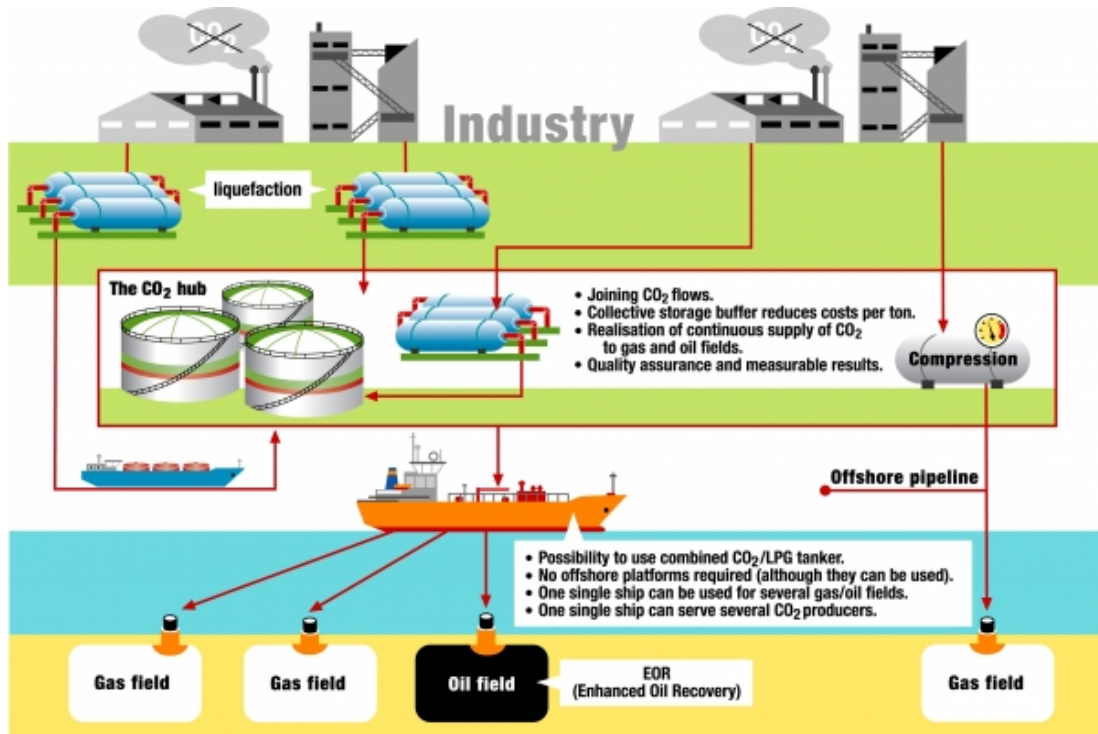 CO2
CO2
Industry
liquefaction
The CO2 hub
• Joining CO2 flows.
• Collective storage buffer reduces costs per ton.
• Realisation of continuous supply of CO2
to gas and oil fields.
• Quality assurance and measurable results.
Compression
Offshore pipeline
• Possibility to use combined CO2/LPG tanker.
• No offshore platforms required (although they can be used).
• One single ship can be used for several gas/oil fields.
• One single ship can serve several CO2 producers.
Gas field
Gas field
Oil field
EOR
(Enhanced Oil Recovery)
Gas field